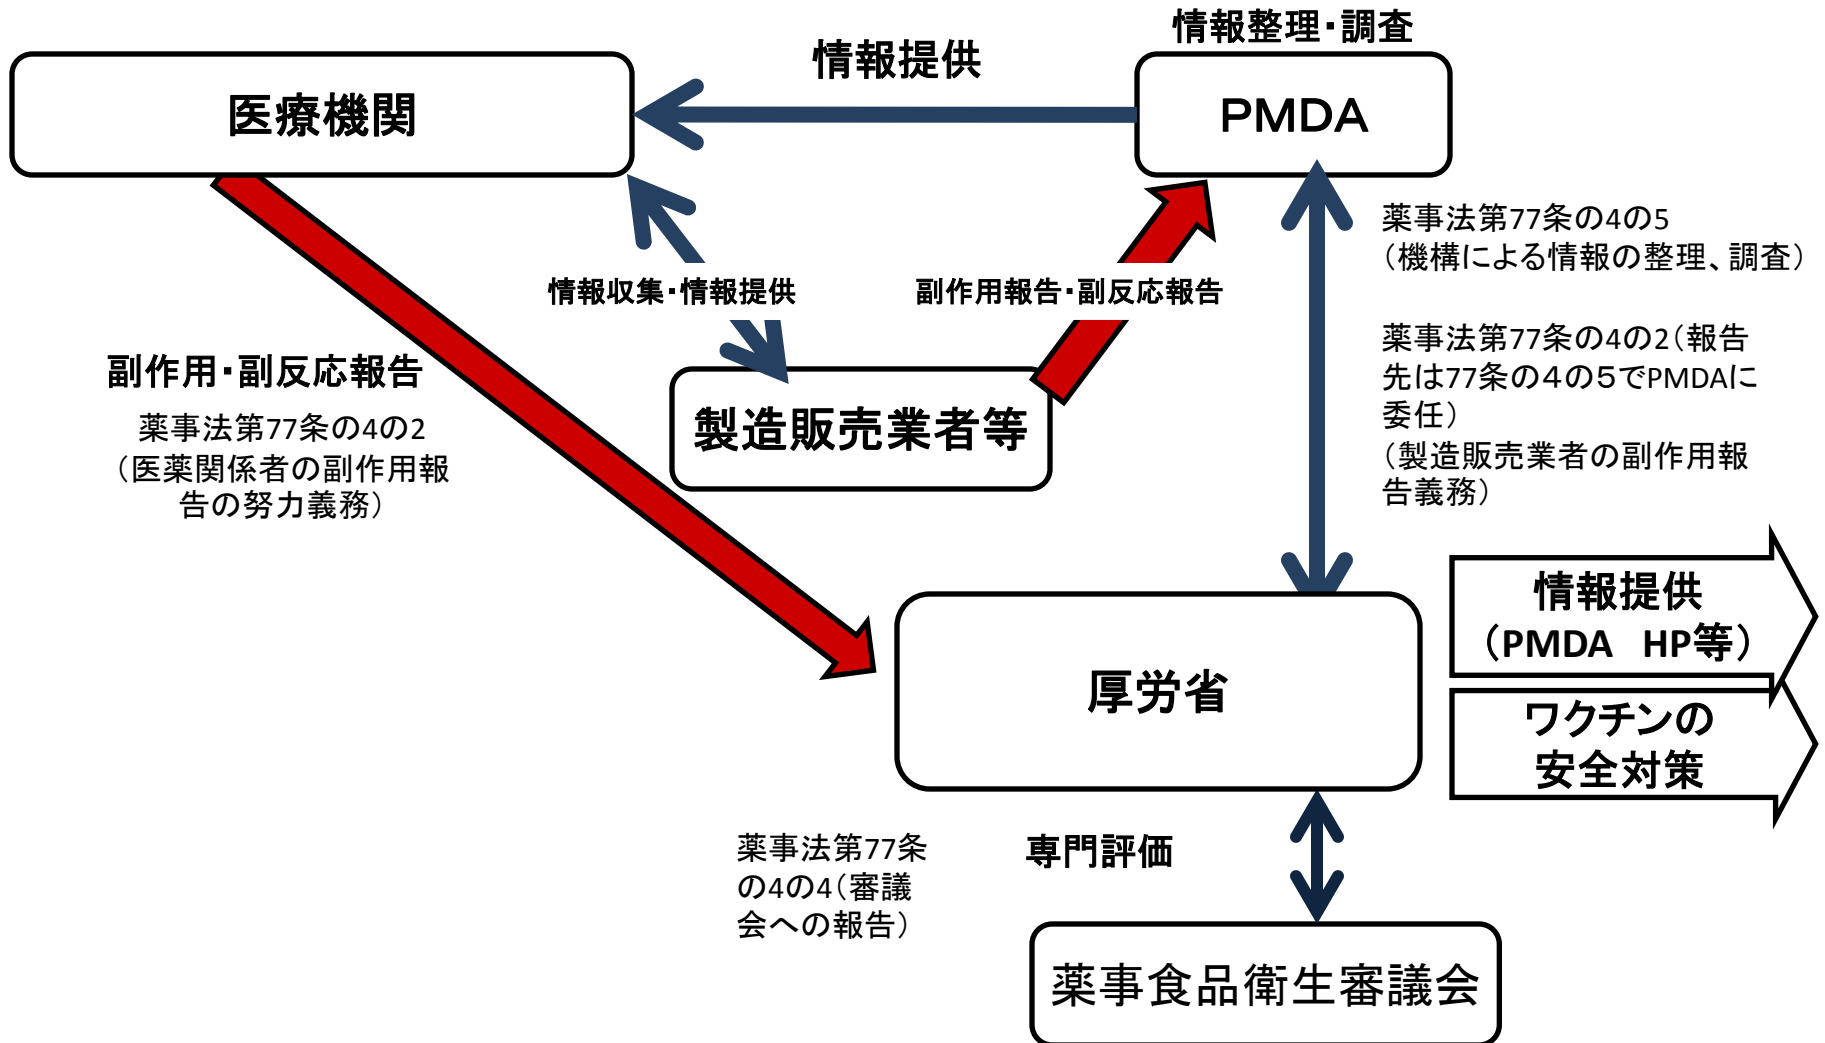 情報整理・調査
情報提供
医療機関
PMDA
薬事法第77条の4の5
（機構による情報の整理、調査）
情報収集・情報提供
副作用報告・副反応報告
薬事法第77条の4の2（報告
先は77条の４の５でPMDAに
委任）
（製造販売業者の副作用報
告義務）
副作用・副反応報告
薬事法第77条の4の2
（医薬関係者の副作用報
告の努力義務）
製造販売業者等
情報提供
（PMDA　HP等）
厚労省
ワクチンの
安全対策
薬事法第77条
の4の4（審議
会への報告）
専門評価
薬事食品衛生審議会